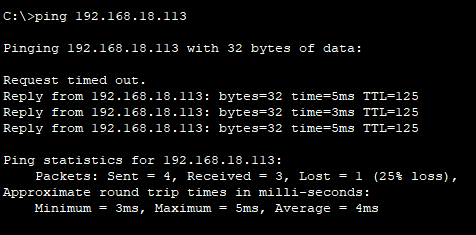 C:\>ping 192.168.18.113
Pinging 192.168.18.113 with 32 bytes of data:
Request timed out.
Reply from 192.168.18.113: bytes=32 time=5ms TTL=125
Reply from 192.168.18.113: bytes=32 time=3ms TTL=125
Reply from 192.168.18.113: bytes=32 time=5ms TTL=125
Ping statistics for 192.168.18.113:
    Packets: Sent = 4, Received = 3, Lost = 1 (25% loss),
Approximate round trip times in milli-seconds:
    Minimum = 3ms, Maximum = 5ms, Average = 4ms